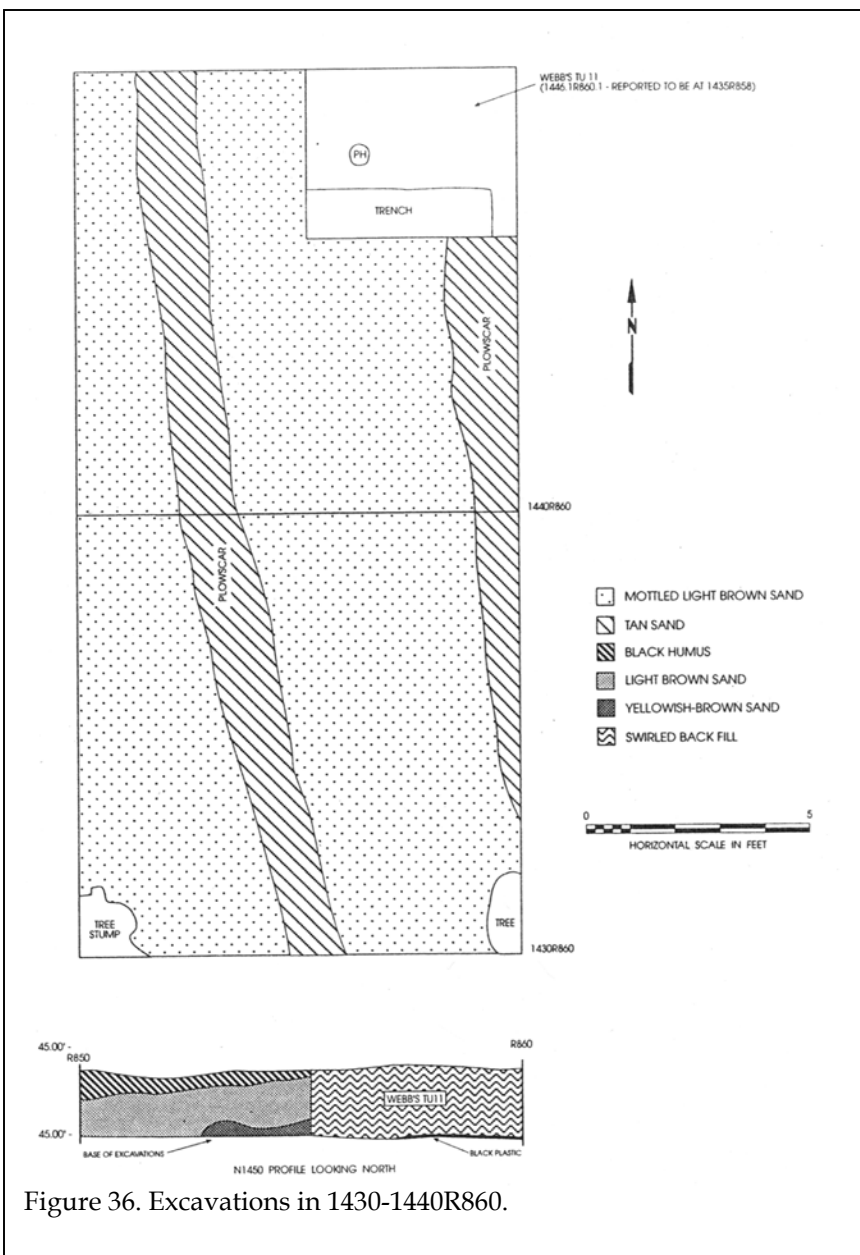 WEBB'S TU 11
(1446.1R860.1 - REPORTED TO BE AT 1435R858)
PH
TRENCH
PLOWSCAR
N
1440R860
PLOWSCAR
MOTTLED LIGHT BROWN SAND
TAN SAND
BLACK HUMUS
LIGHT BROWN SAND
YELLOWISH-BROWN SAND
SWIRLED BACK FILL
0 5
HORIZONTAL SCALE IN FEET
TREE
STUMP
TREE
1430R860
45.00' -
R850
R860
WEBB'S TU11
45.00' -
BASE OF EXCAVATIONS
BLACK PLASTIC
N1450 PROFILE LOOKING NORTH
Figure 36. Excavations in 1430-1440R860.